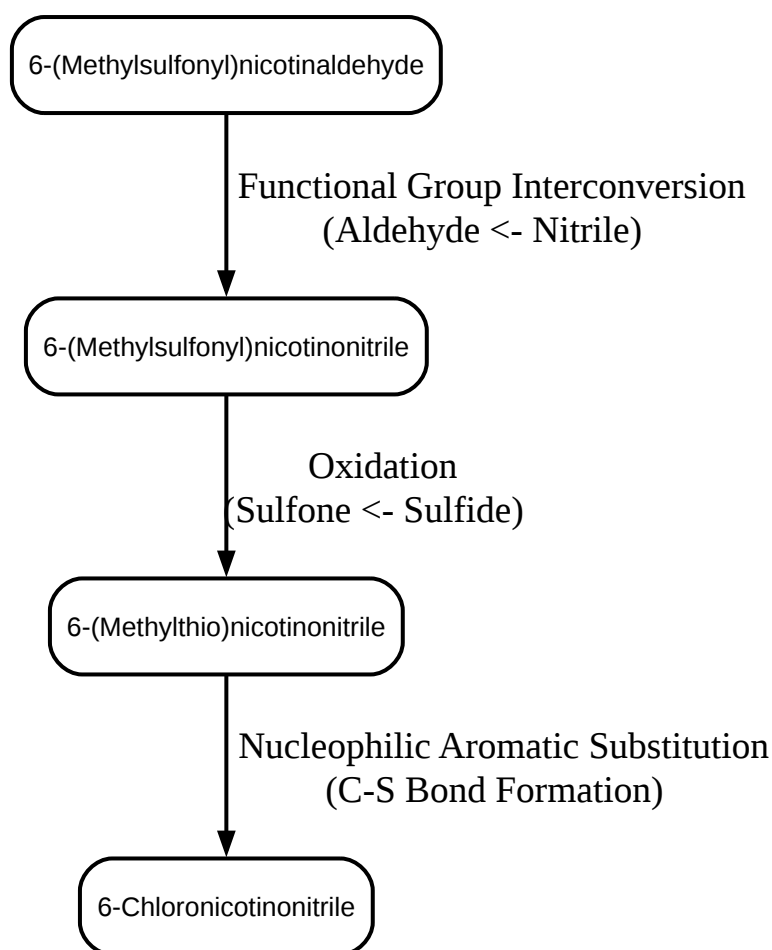 6-(Methylsulfonyl)nicotinaldehyde
Functional Group Interconversion
(Aldehyde <- Nitrile)
6-(Methylsulfonyl)nicotinonitrile
Oxidation
(Sulfone <- Sulfide)
6-(Methylthio)nicotinonitrile
Nucleophilic Aromatic Substitution
(C-S Bond Formation)
6-Chloronicotinonitrile